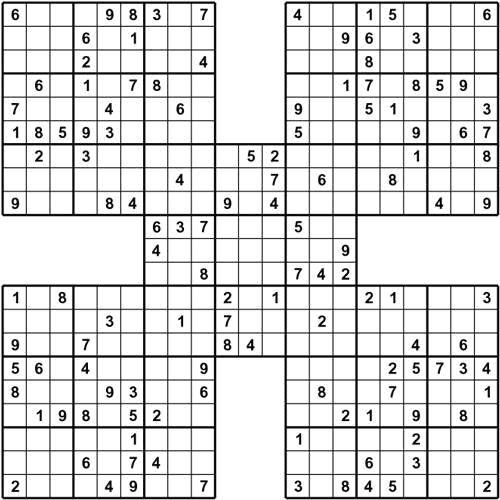 6 9 8 3 7 4 1 5 6
6 1 9 6 3
2 4 8
6 1 7 8 1 7 8 5 9
7 4 6 9 5 1 3
1 8 5 9 3 5 9 6 7
2 3 5 2 1 8
4 7 6 8
9 8 4 9 4 4 9
6 3 7 5
4 9
8 7 4 2
1 8 2 1 2 1 3
3 1 7 2
9 7 8 4 4 6
5 6 4 9 2 5 7 3 4
8 9 3 6 8 7 1
1 9 8 5 2 2 1 9 8
1 1 2
6 7 4 6 3
2 4 9 7 3 8 4 5 2